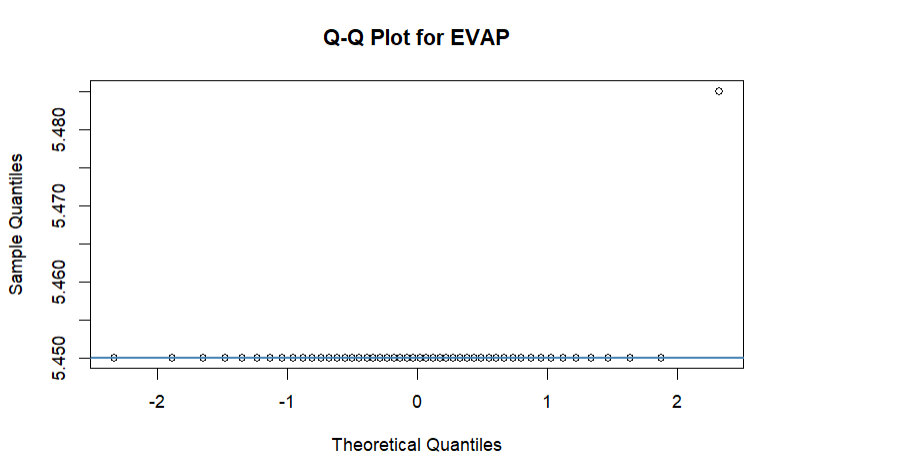 Q-Q Plot for EVAP
Sample Quantiles
5.480
5.470
5.460
5.450
-2 -1 0 1 2
Theoretical Quantiles